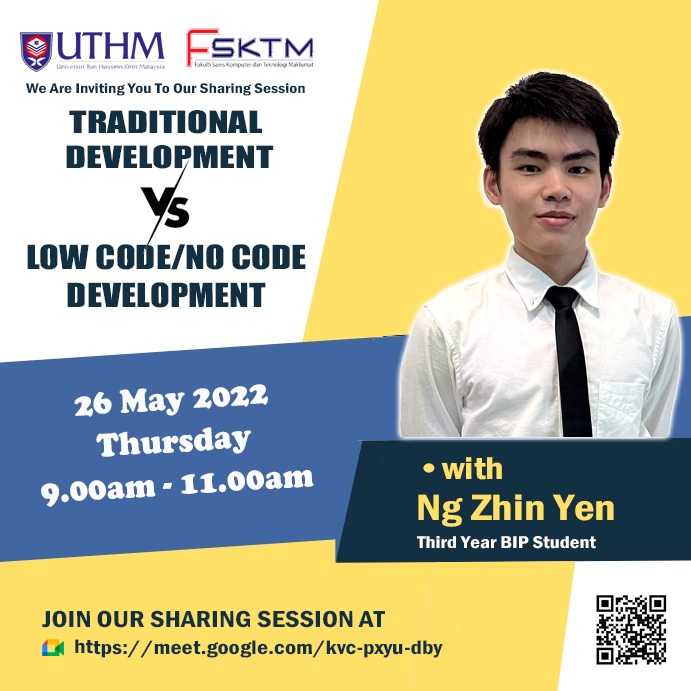 UTHM
Universiti Tun Hussein Onn Malaysia
FSKTM
Fakulti Sains Komputer dan Teknologi Maklumat
We Are Inviting You To Our Sharing Session
TRADITIONAL
DEVELOPMENT
VS
LOW CODE/NO CODE
DEVELOPMENT
26 May 2022
Thursday
9.00am - 11.00am
• with
Ng Zhin Yen
Third Year BIP Student
JOIN OUR SHARING SESSION AT
https://meet.google.com/kvc-pxyu-dby